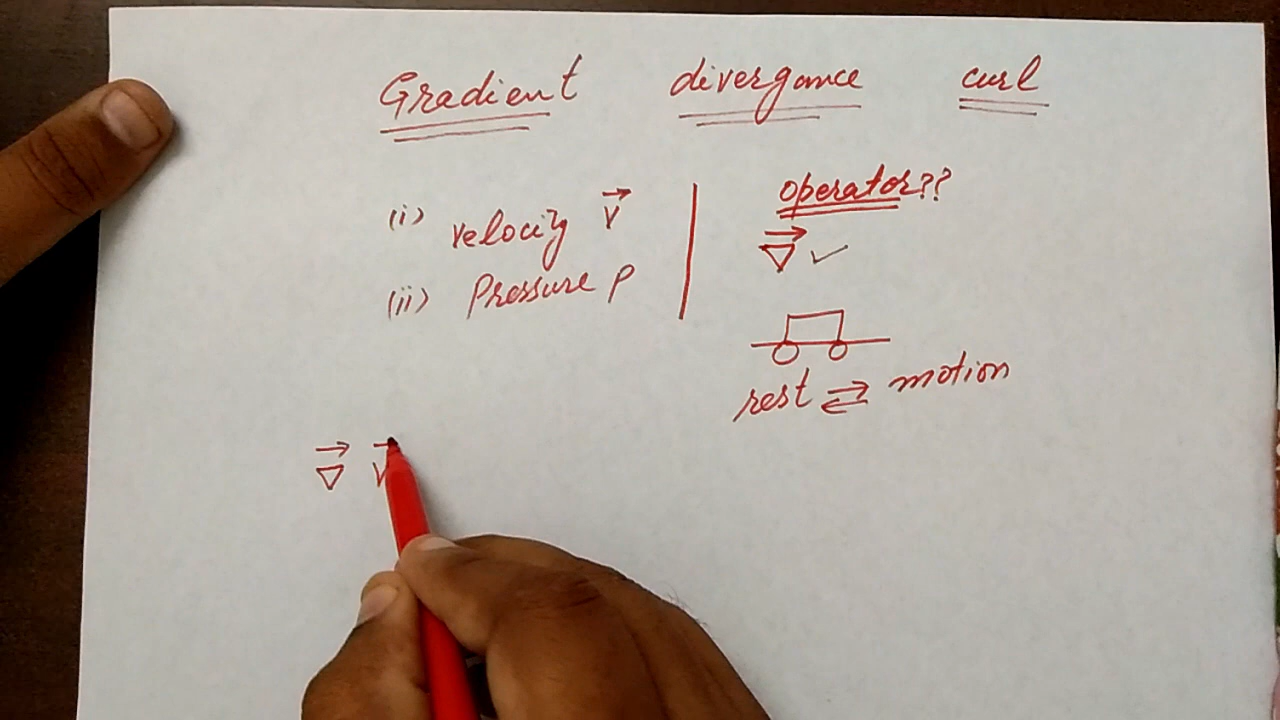 Gradient divergance curl
(i) velocity v⃗
(ii) Pressure P
operator??
∇⃗ ✓
rest ⇄ motion
∇⃗ v⃗